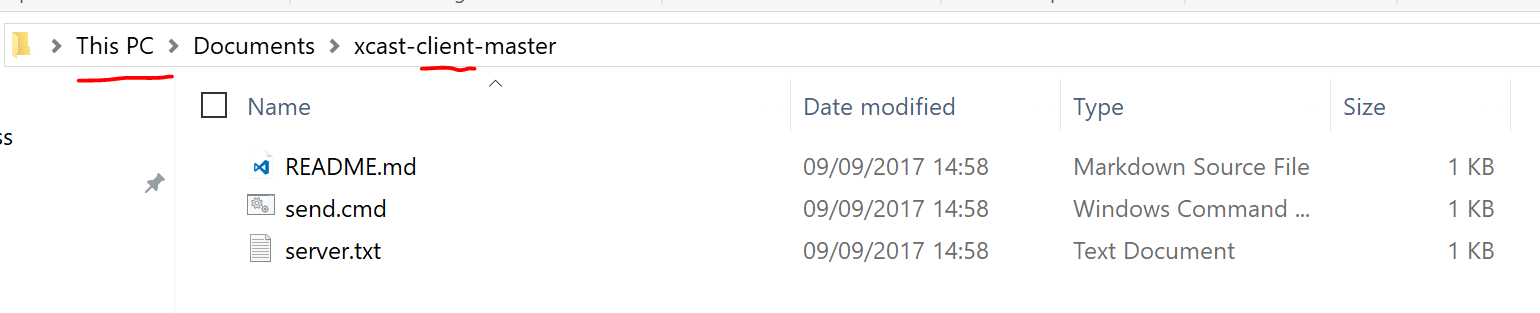 This PC Documents xcast-client-master
Name Date modified Type Size
ss
README.md 09/09/2017 14:58 Markdown Source File 1 KB
send.cmd 09/09/2017 14:58 Windows Command ... 1 KB
server.txt 09/09/2017 14:58 Text Document 1 KB